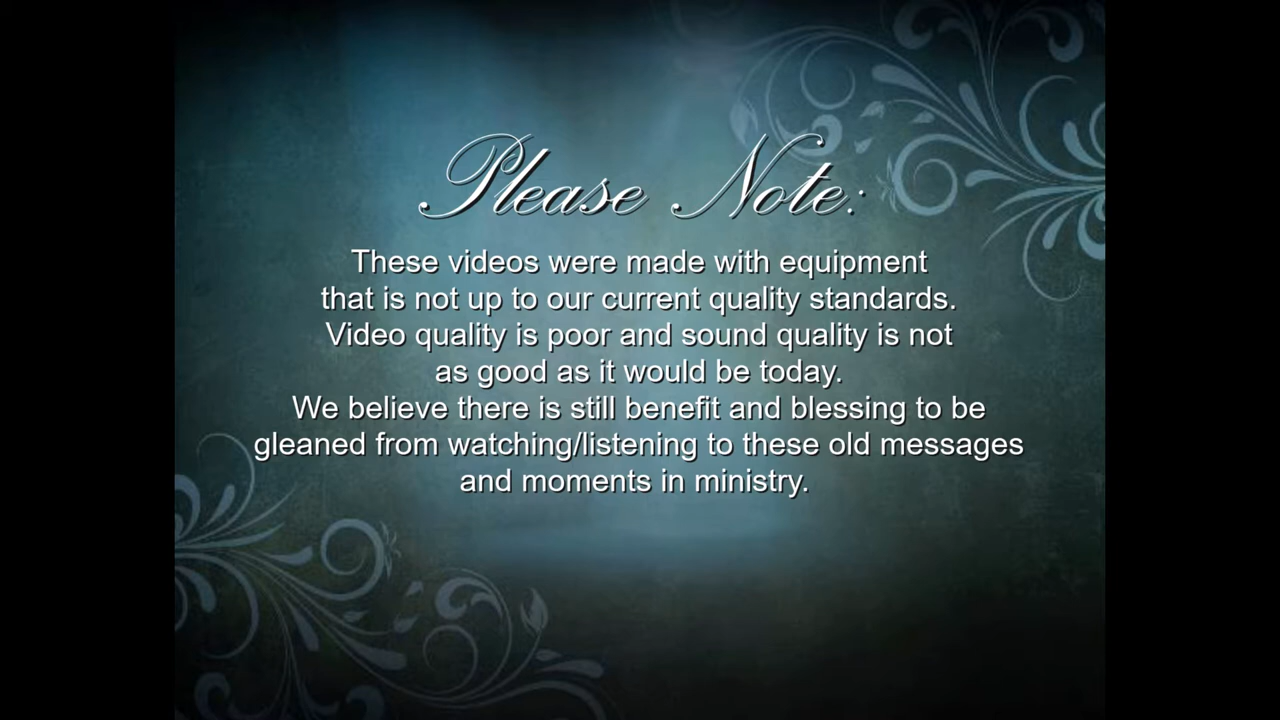 Please Note:
These videos were made with equipment
that is not up to our current quality standards.
Video quality is poor and sound quality is not
as good as it would be today.
We believe there is still benefit and blessing to be
gleaned from watching/listening to these old messages
and moments in ministry.